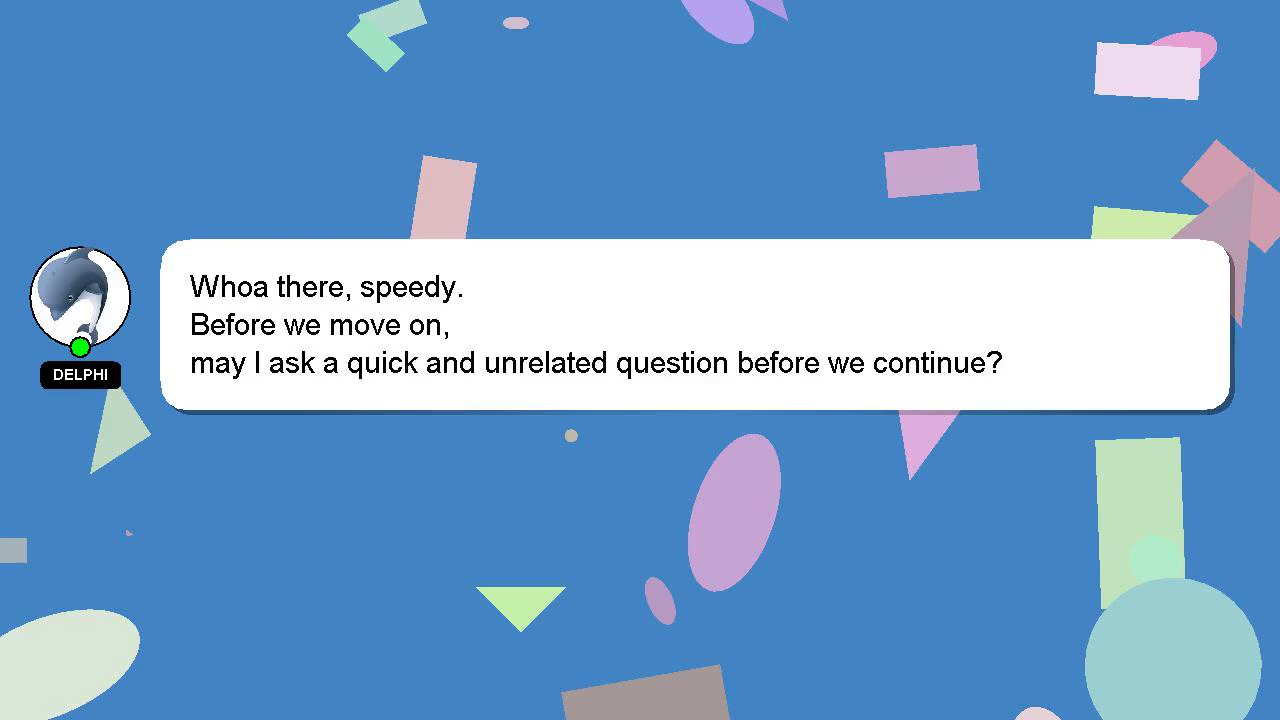 Whoa there, speedy.
Before we move on,
may I ask a quick and unrelated question before we continue?
DELPHI